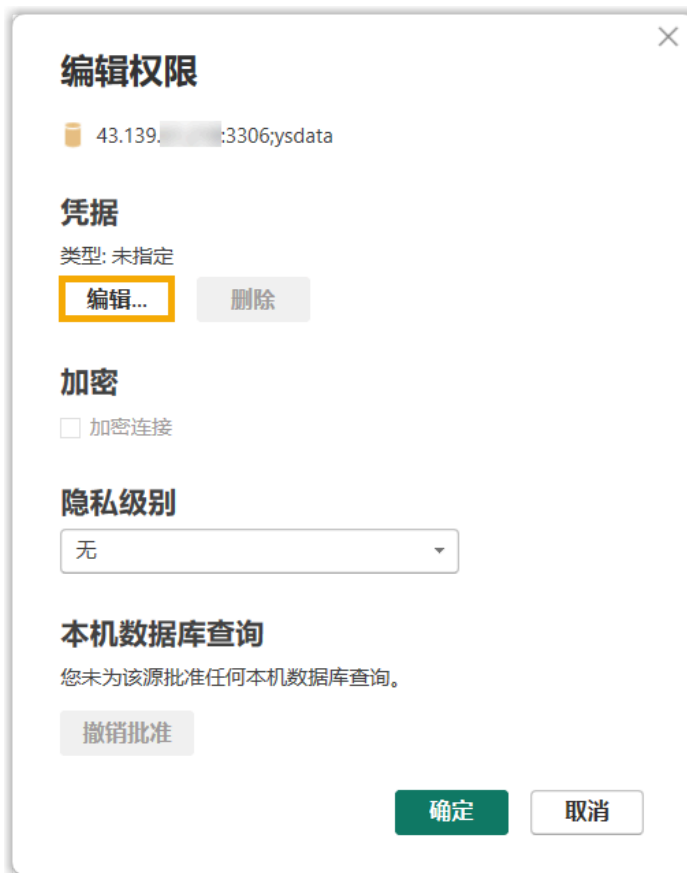 编辑权限
43.139. :3306;ysdata
凭据
类型: 未指定
编辑... 删除
加密
加密连接
隐私级别
无
本机数据库查询
您未为该源批准任何本机数据库查询。
撤销批准
确定 取消